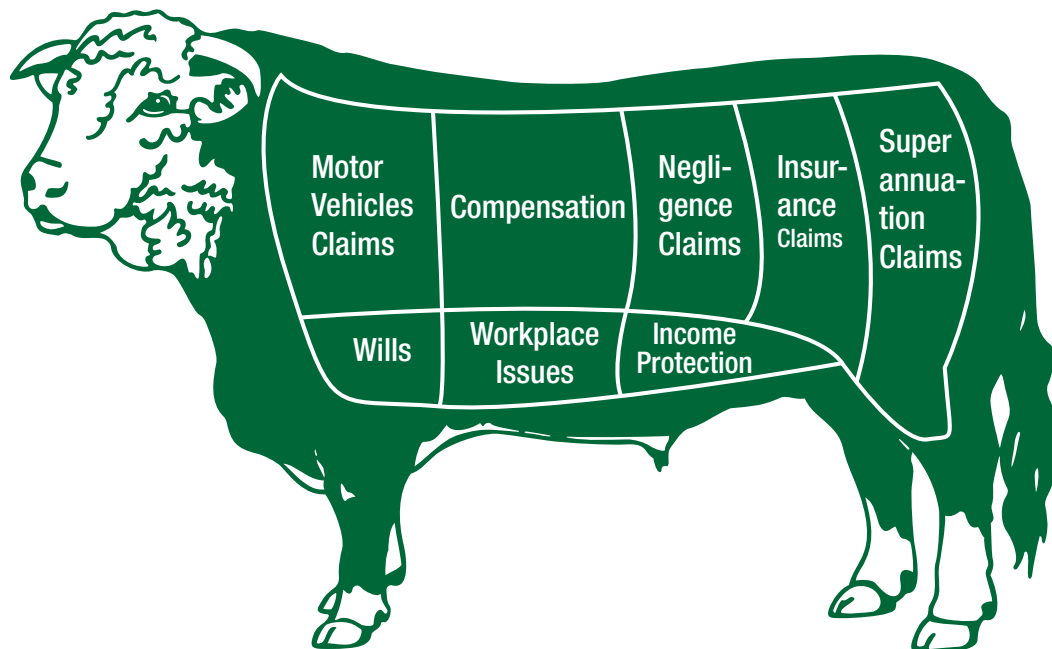 Motor
Vehicles
Claims
Compensation
Negli-
gence
Claims
Insur-
ance
Claims
Super
annua-
tion
Claims
Wills
Workplace
Issues
Income
Protection